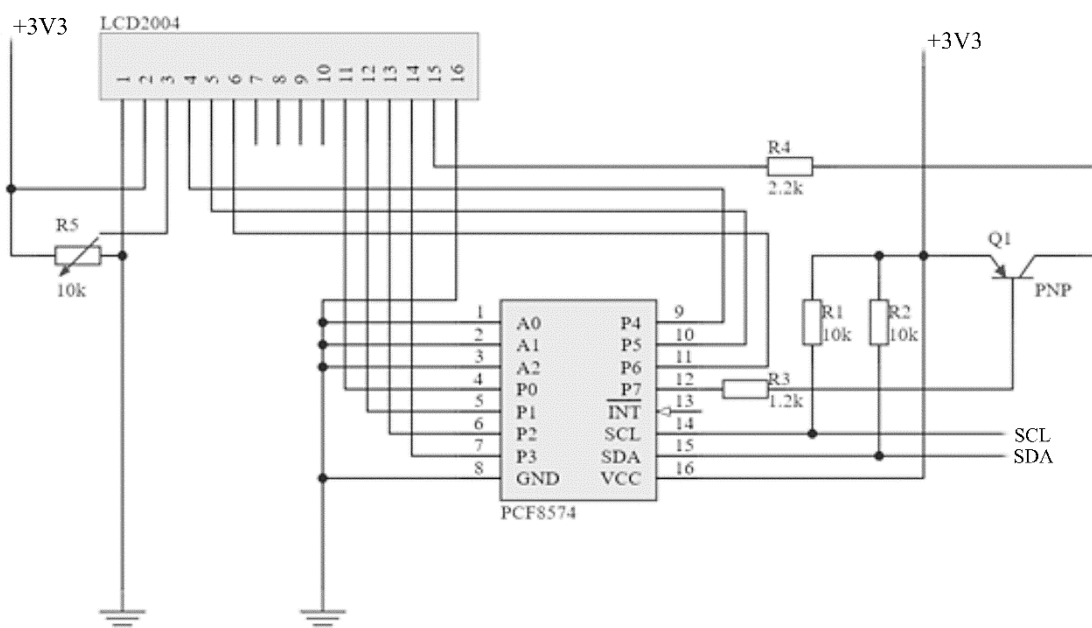 +3V3
LCD2004
1 2 3 4 5 6 7 8 9 10 11 12 13 14 15 16
+3V3
R4
2.2k
R5
10k
Q1
PNP
R1
10k
R2
10k
1 A0 P4 9
2 A1 P5 10
3 A2 P6 11
4 P0 P7 12
R3
1.2k
5 P1 INT 13
6 P2 SCL 14
SCL
7 P3 SDA 15
SDA
8 GND VCC 16
PCF8574